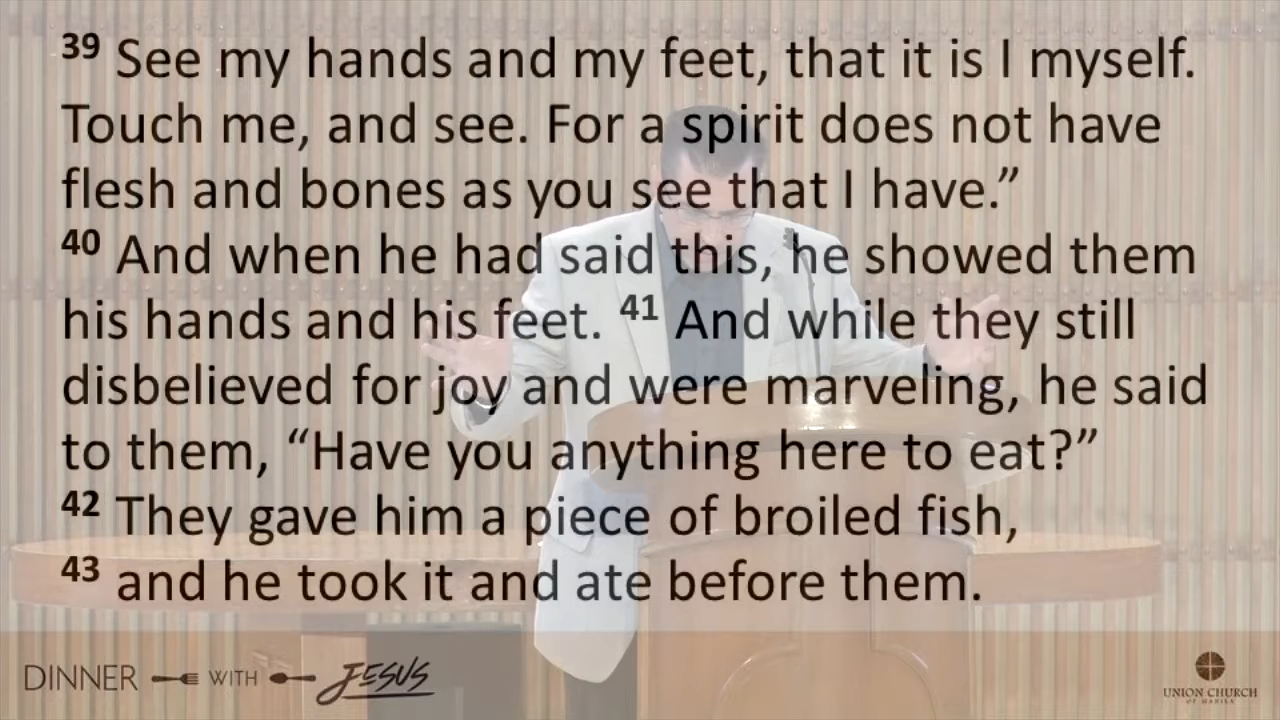 39 See my hands and my feet, that it is I myself.
Touch me, and see. For a spirit does not have
flesh and bones as you see that I have.”
40 And when he had said this, he showed them
his hands and his feet. 41 And while they still
disbelieved for joy and were marveling, he said
to them, “Have you anything here to eat?”
42 They gave him a piece of broiled fish,
43 and he took it and ate before them.
DINNER WITH JESUS
UNION CHURCH
OF MANILA